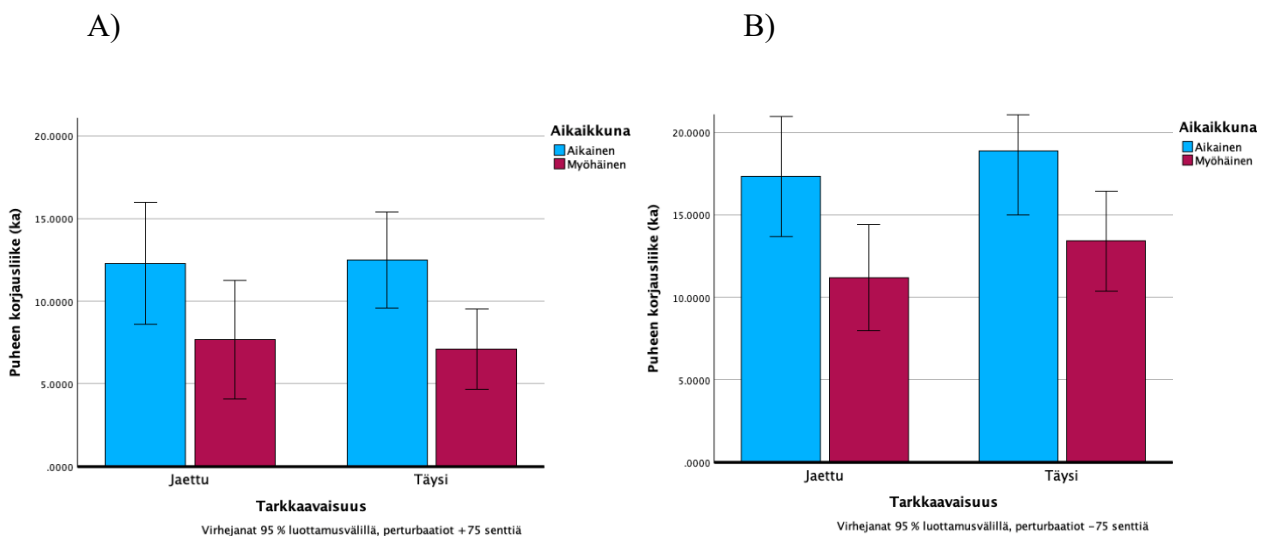 A)
B)
Puheen korjausliike (ka)
20.0000
15.0000
10.0000
5.0000
.0000
Jaettu
Täysi
Tarkkaavaisuus
Virhejanat 95 % luottamusvälillä, perturbaatiot +75 senttiä
Aikaikkuna
Aikainen
Myöhäinen
Puheen korjausliike (ka)
20.0000
15.0000
10.0000
5.0000
.0000
Jaettu
Täysi
Tarkkaavaisuus
Virhejanat 95 % luottamusvälillä, perturbaatiot -75 senttiä
Aikaikkuna
Aikainen
Myöhäinen